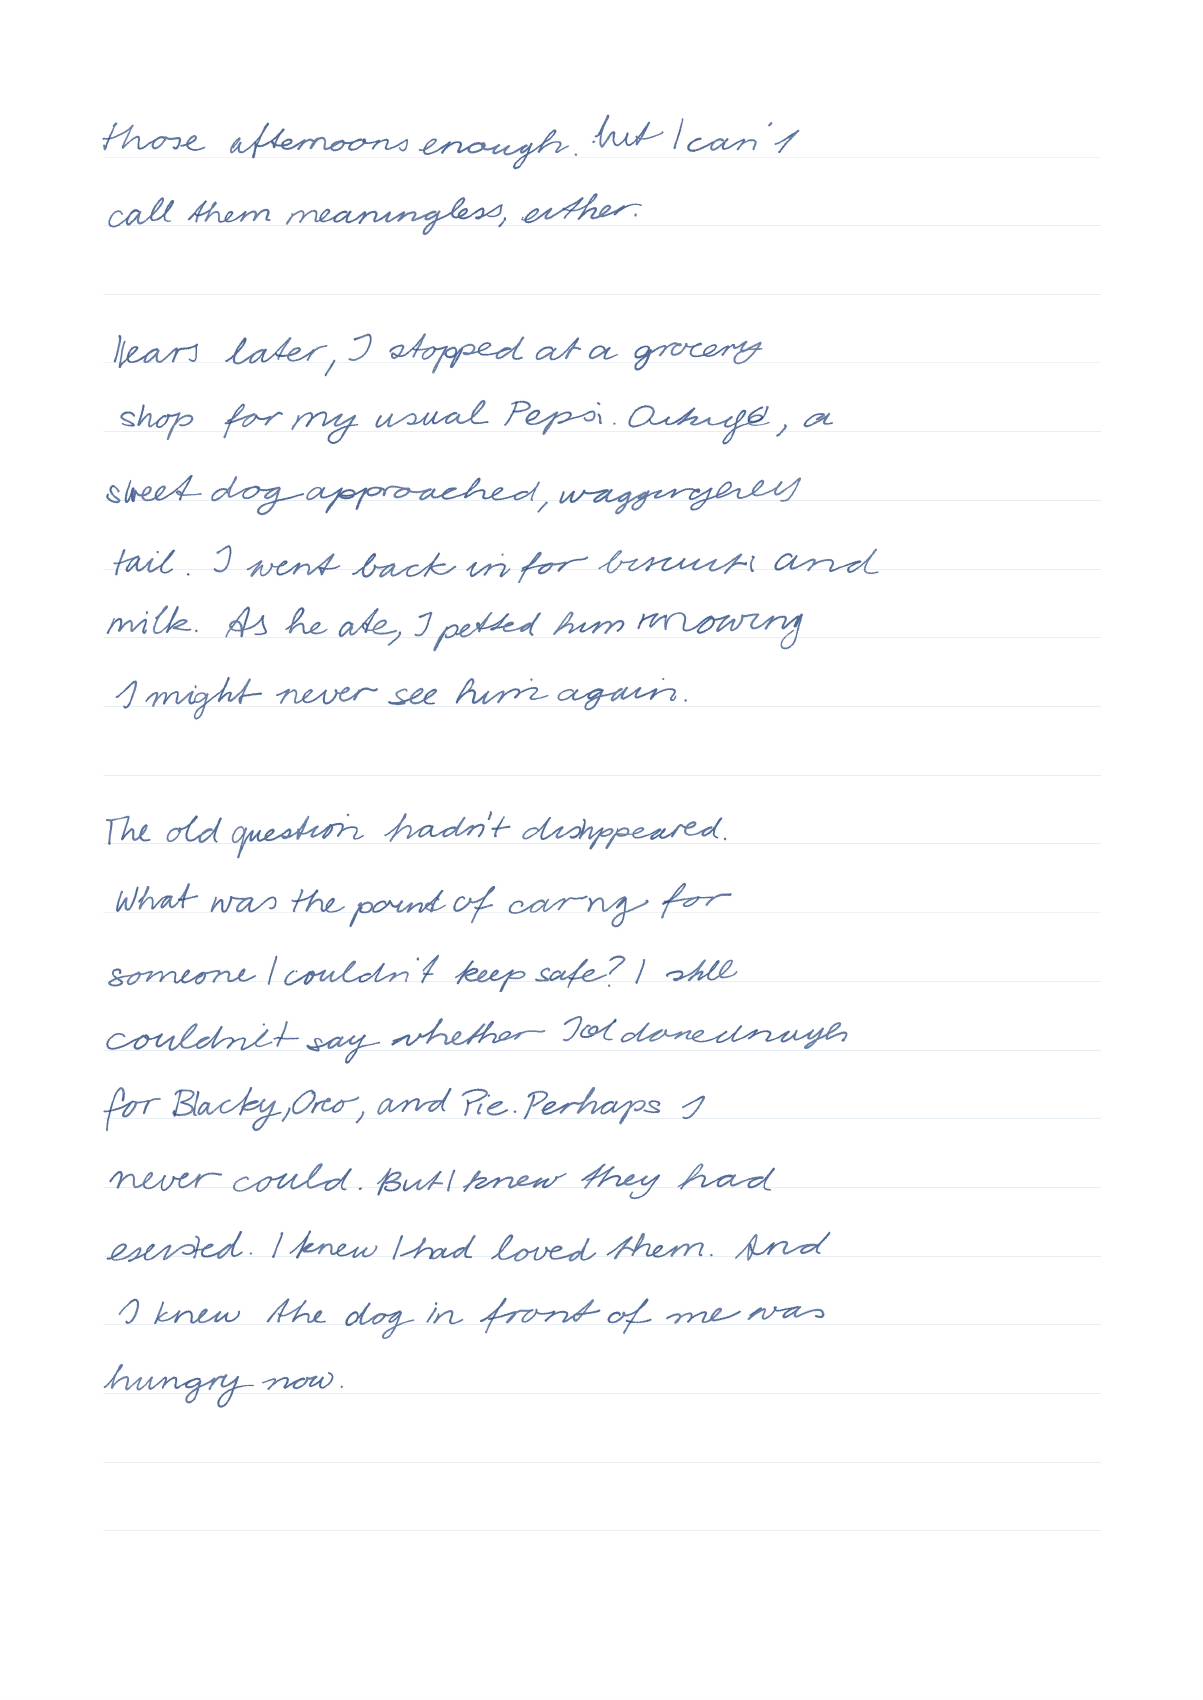 those afternoons enough. but I can't
call them meaningless, either.
Years later, I stopped at a grocery
shop for my usual Pepsi. , a
sweet dog approached, wagging
tail. I went back in for and
milk. As he ate, I petted him knowing
I might never see him again.
The old question hadn't disappeared.
What was the point of caring for
someone I couldn't keep safe? I still
couldn't say whether I'd done enough
for Blacky, Oreo, and Pie. Perhaps I
never could. But I knew they had
existed. I knew I had loved them. And
I knew the dog in front of me was
hungry now.